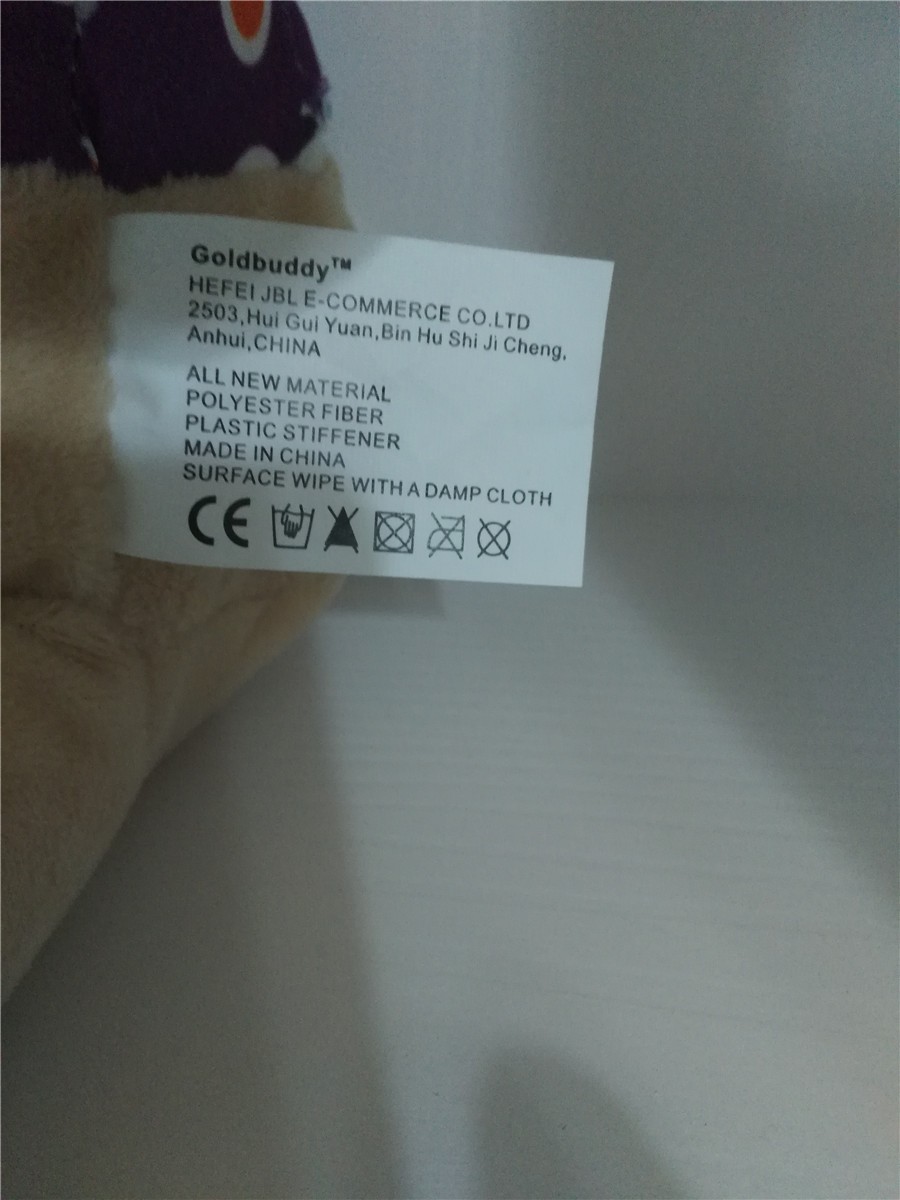 Goldbuddy™
HEFEI JBL E-COMMERCE CO.LTD
2503,Hui Gui Yuan,Bin Hu Shi Ji Cheng,
Anhui,CHINA
ALL NEW MATERIAL
POLYESTER FIBER
PLASTIC STIFFENER
MADE IN CHINA
SURFACE WIPE WITH A DAMP CLOTH
CE